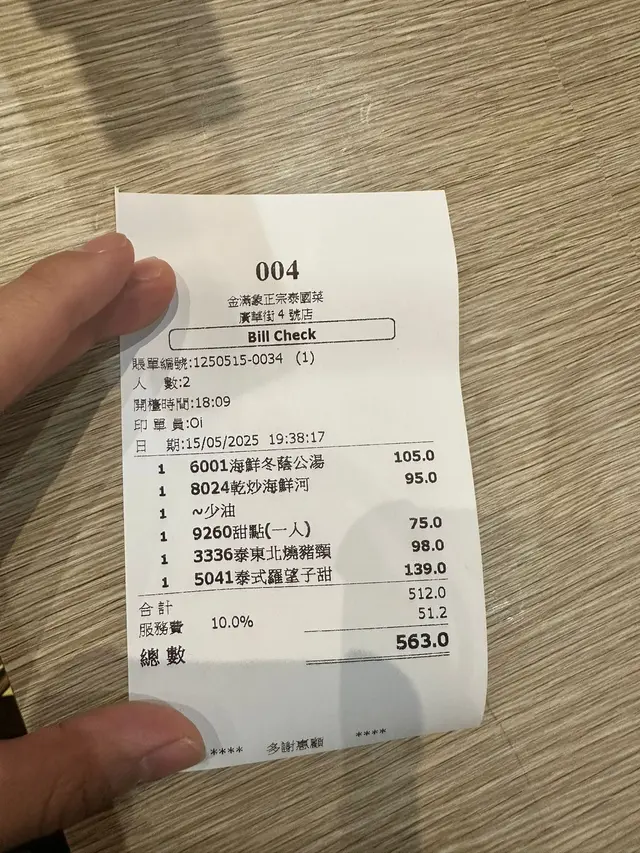 004
金滿象正宗泰國菜
廣華街 4 號店
Bill Check
賬單編號:1250515-0034 (1)
人 數:2
開檯時間:18:09
印單員:Oi
日 期:15/05/2025 19:38:17
1 6001海鮮冬蔭公湯 105.0
1 8024乾炒海鮮河 95.0
1 ~少油
1 9260甜點(一人) 75.0
1 3336泰東北燒豬頸 98.0
1 5041泰式羅望子甜 139.0
合計 512.0
服務費 10.0% 51.2
總數 563.0
**** 多謝惠顧 ****